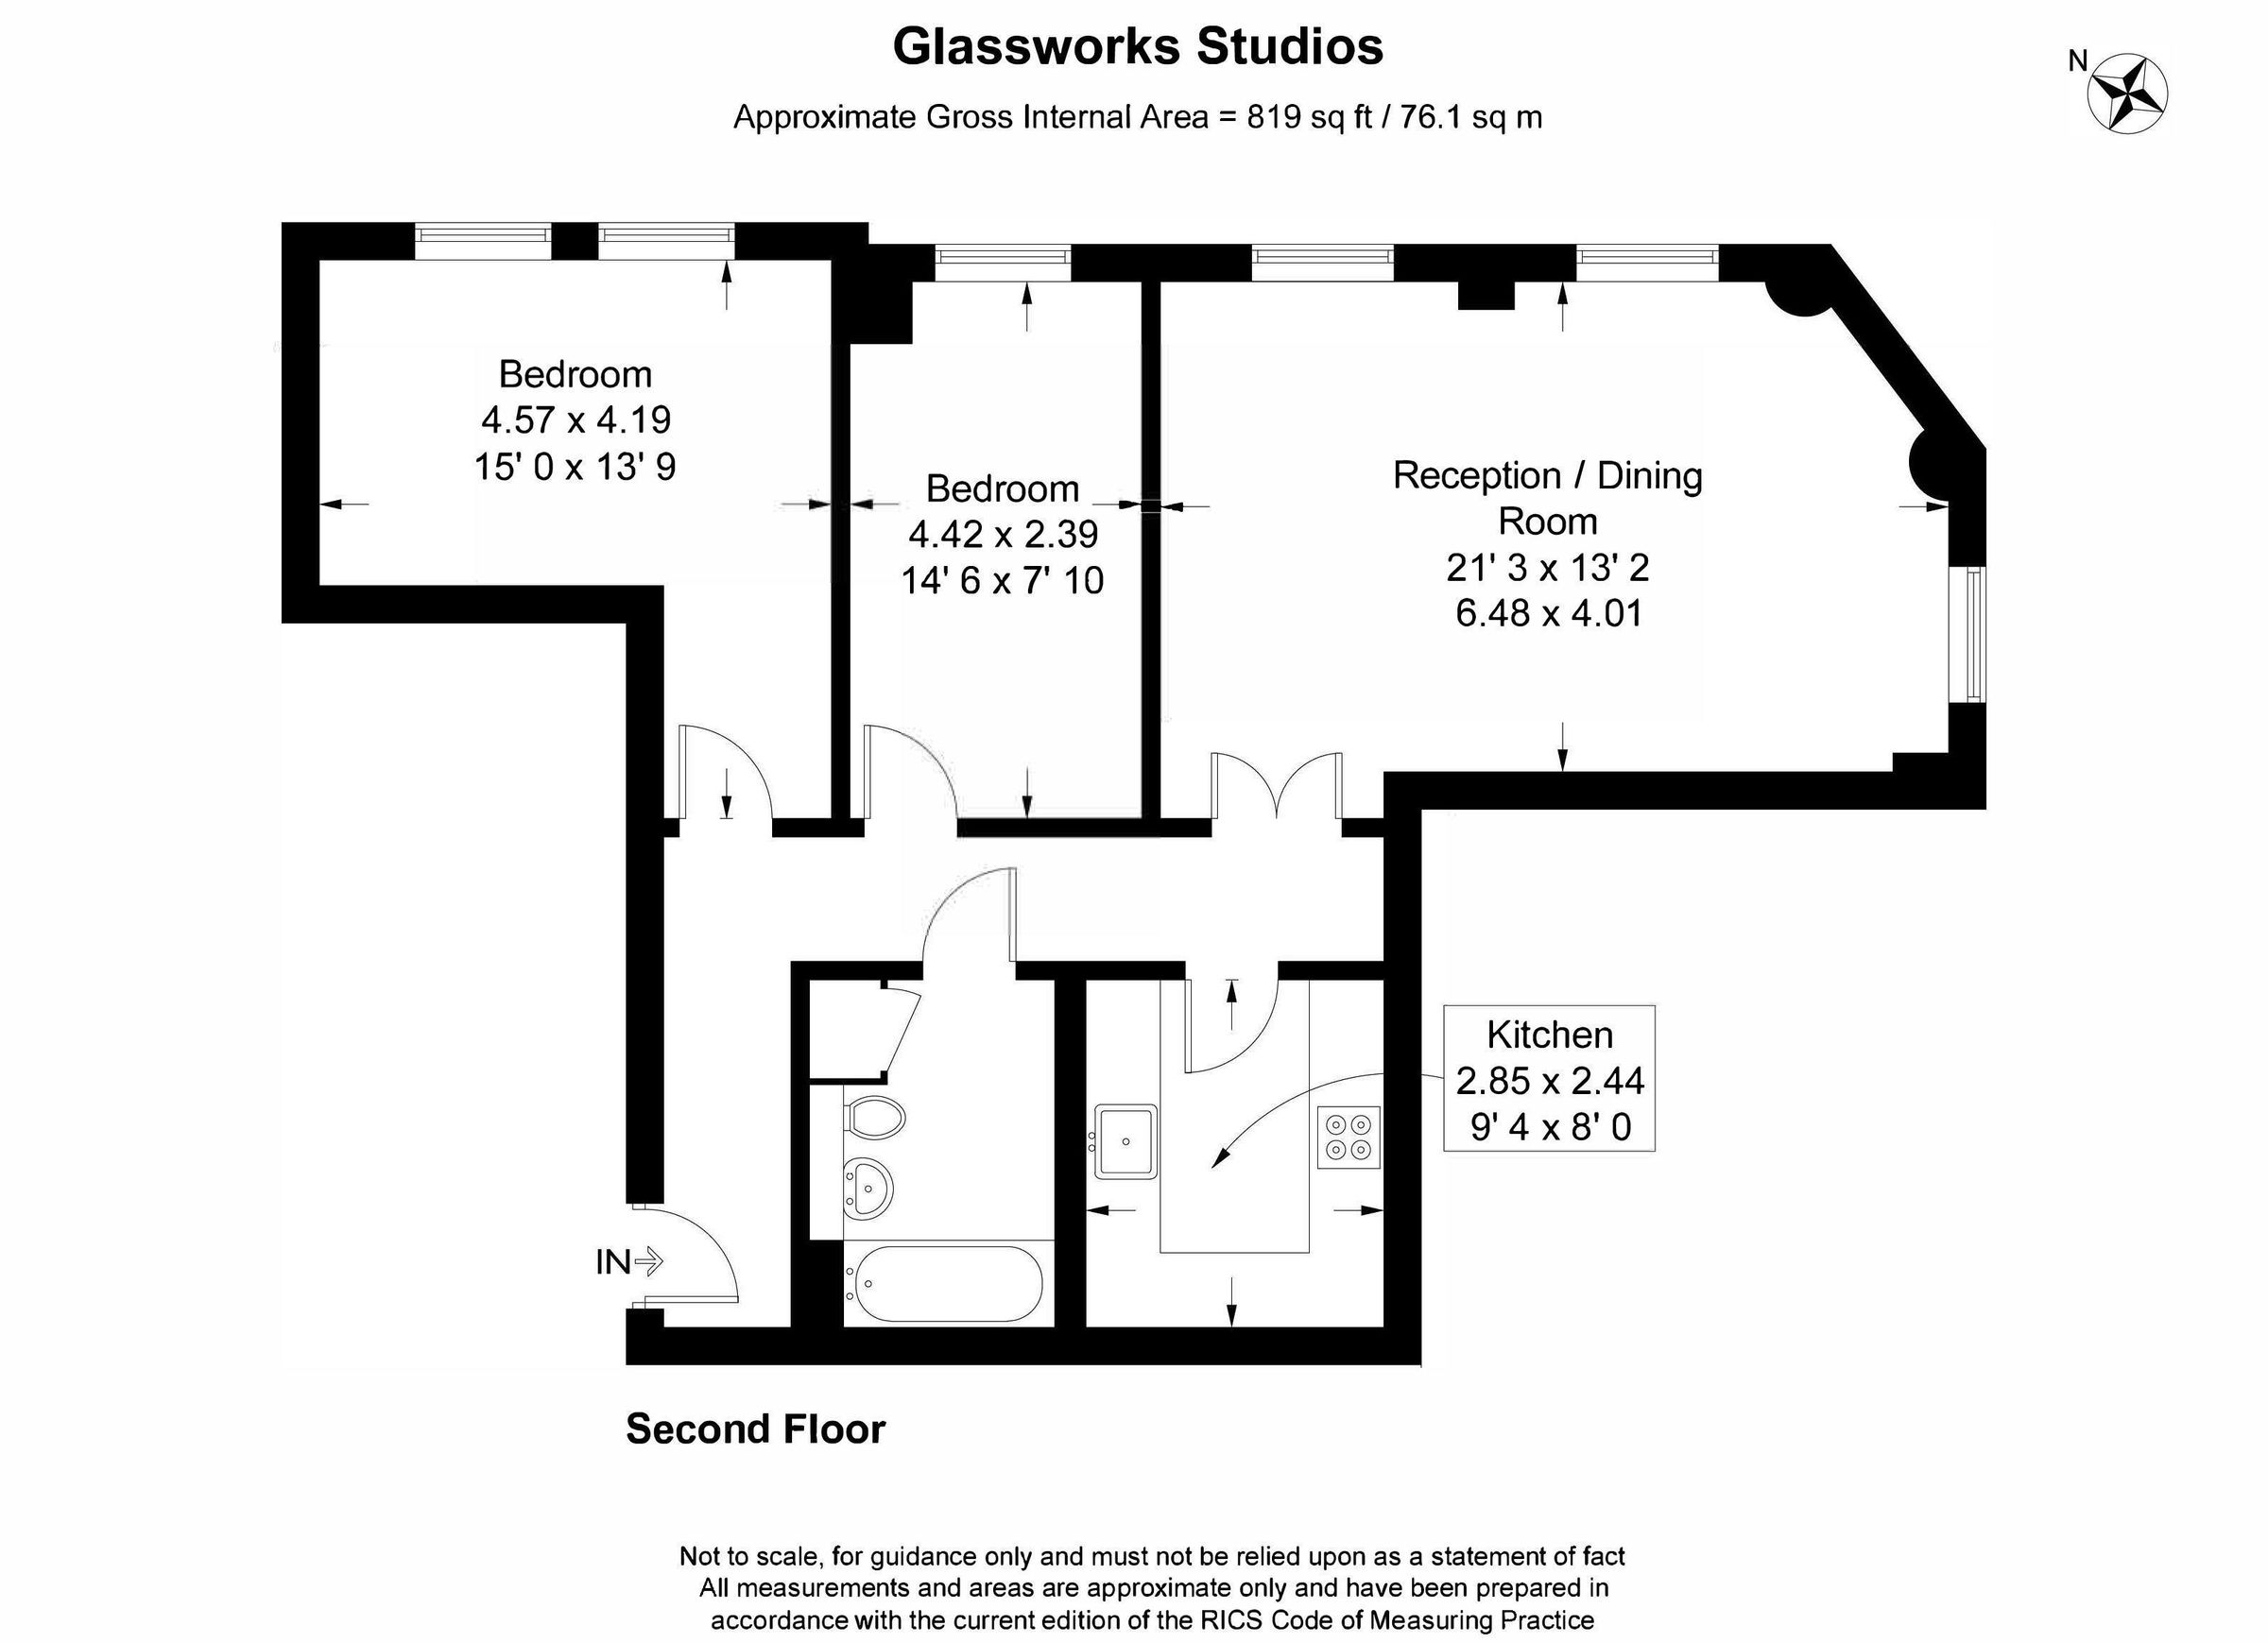 Glassworks Studios
N
Approximate Gross Internal Area = 819 sq ft / 76.1 sq m
Bedroom
4.57 x 4.19
15' 0 x 13' 9
Bedroom
4.42 x 2.39
14' 6 x 7' 10
Reception / Dining
Room
21' 3 x 13' 2
6.48 x 4.01
Kitchen
2.85 x 2.44
9' 4 x 8' 0
IN
Second Floor
Not to scale, for guidance only and must not be relied upon as a statement of fact
All measurements and areas are approximate only and have been prepared in
accordance with the current edition of the RICS Code of Measuring Practice